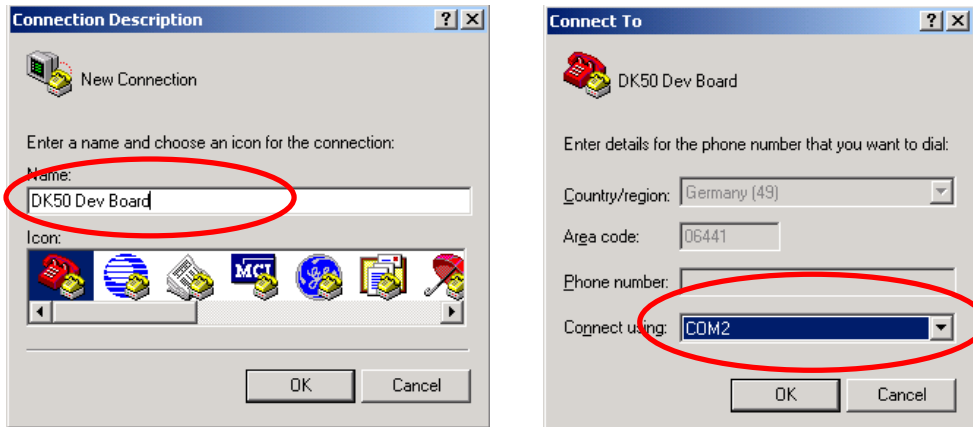 Connection Description
New Connection
Enter a name and choose an icon for the connection:
Name:
DK50 Dev Board
Icon:
MCI
OK Cancel
Connect To
DK50 Dev Board
Enter details for the phone number that you want to dial:
Country/region: Germany (49)
Area code: 06441
Phone number:
Connect using: COM2
OK Cancel